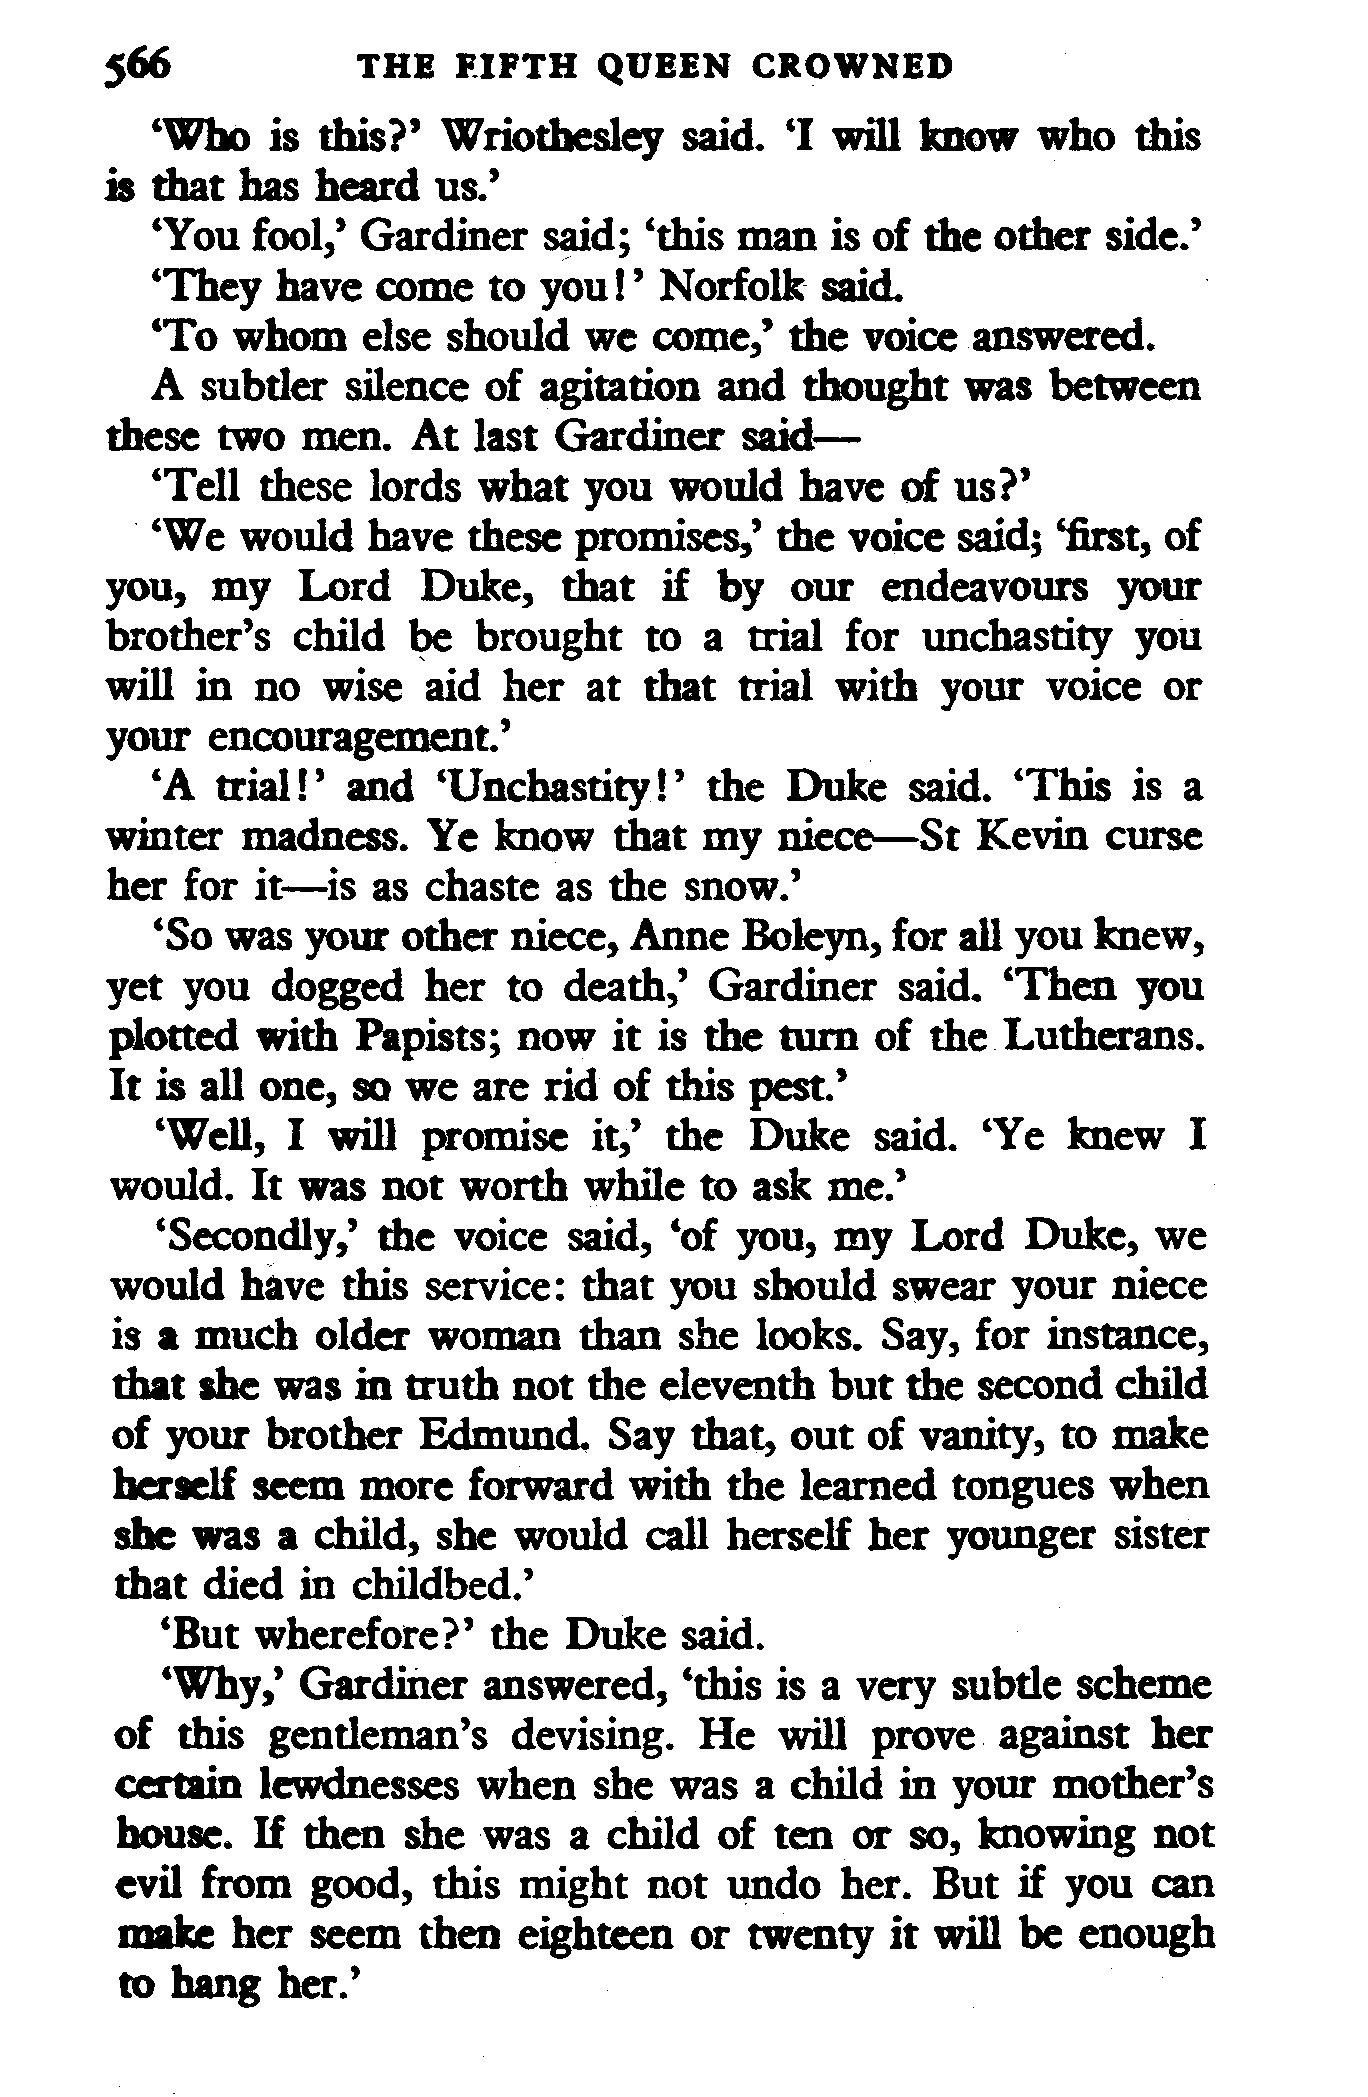 566 THE FIFTH QUEEN CROWNED
‘Who is this?’ Wriothesley said. ‘I will know who this
is that has heard us.’
‘You fool,’ Gardiner said; ‘this man is of the other side.’
‘They have come to you!’ Norfolk said.
‘To whom else should we come,’ the voice answered.
A subtler silence of agitation and thought was between
these two men. At last Gardiner said—
‘Tell these lords what you would have of us?’
‘We would have these promises,’ the voice said; ‘first, of
you, my Lord Duke, that if by our endeavours your
brother’s child be brought to a trial for unchastity you
will in no wise aid her at that trial with your voice or
your encouragement.’
‘A trial!’ and ‘Unchastity!’ the Duke said. ‘This is a
winter madness. Ye know that my niece—St Kevin curse
her for it—is as chaste as the snow.’
‘So was your other niece, Anne Boleyn, for all you knew,
yet you dogged her to death,’ Gardiner said. ‘Then you
plotted with Papists; now it is the turn of the Lutherans.
It is all one, so we are rid of this pest.’
‘Well, I will promise it,’ the Duke said. ‘Ye knew I
would. It was not worth while to ask me.’
‘Secondly,’ the voice said, ‘of you, my Lord Duke, we
would have this service: that you should swear your niece
is a much older woman than she looks. Say, for instance,
that she was in truth not the eleventh but the second child
of your brother Edmund. Say that, out of vanity, to make
herself seem more forward with the learned tongues when
she was a child, she would call herself her younger sister
that died in childbed.’
‘But wherefore?’ the Duke said.
‘Why,’ Gardiner answered, ‘this is a very subtle scheme
of this gentleman’s devising. He will prove against her
certain lewdnesses when she was a child in your mother’s
house. If then she was a child of ten or so, knowing not
evil from good, this might not undo her. But if you can
make her seem then eighteen or twenty it will be enough
to hang her.’